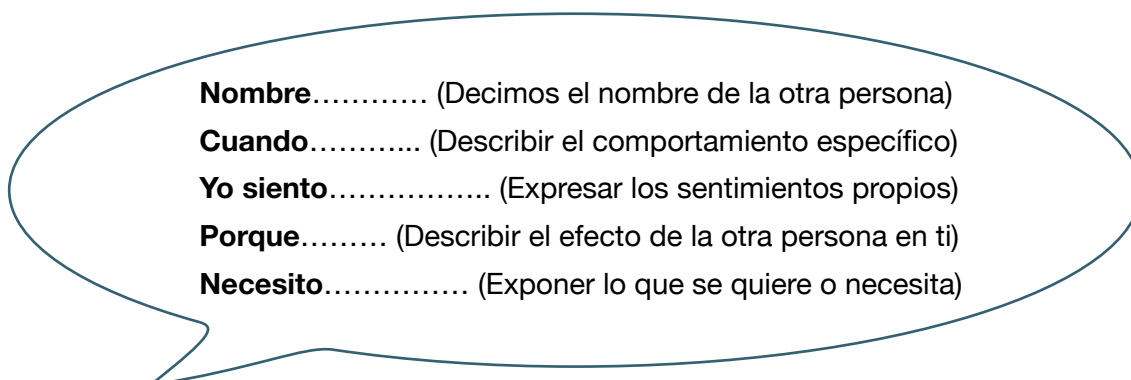 Nombre………… (Decimos el nombre de la otra persona)
Cuando………... (Describir el comportamiento específico)
Yo siento…………….. (Expresar los sentimientos propios)
Porque……… (Describir el efecto de la otra persona en ti)
Necesito…………… (Exponer lo que se quiere o necesita)